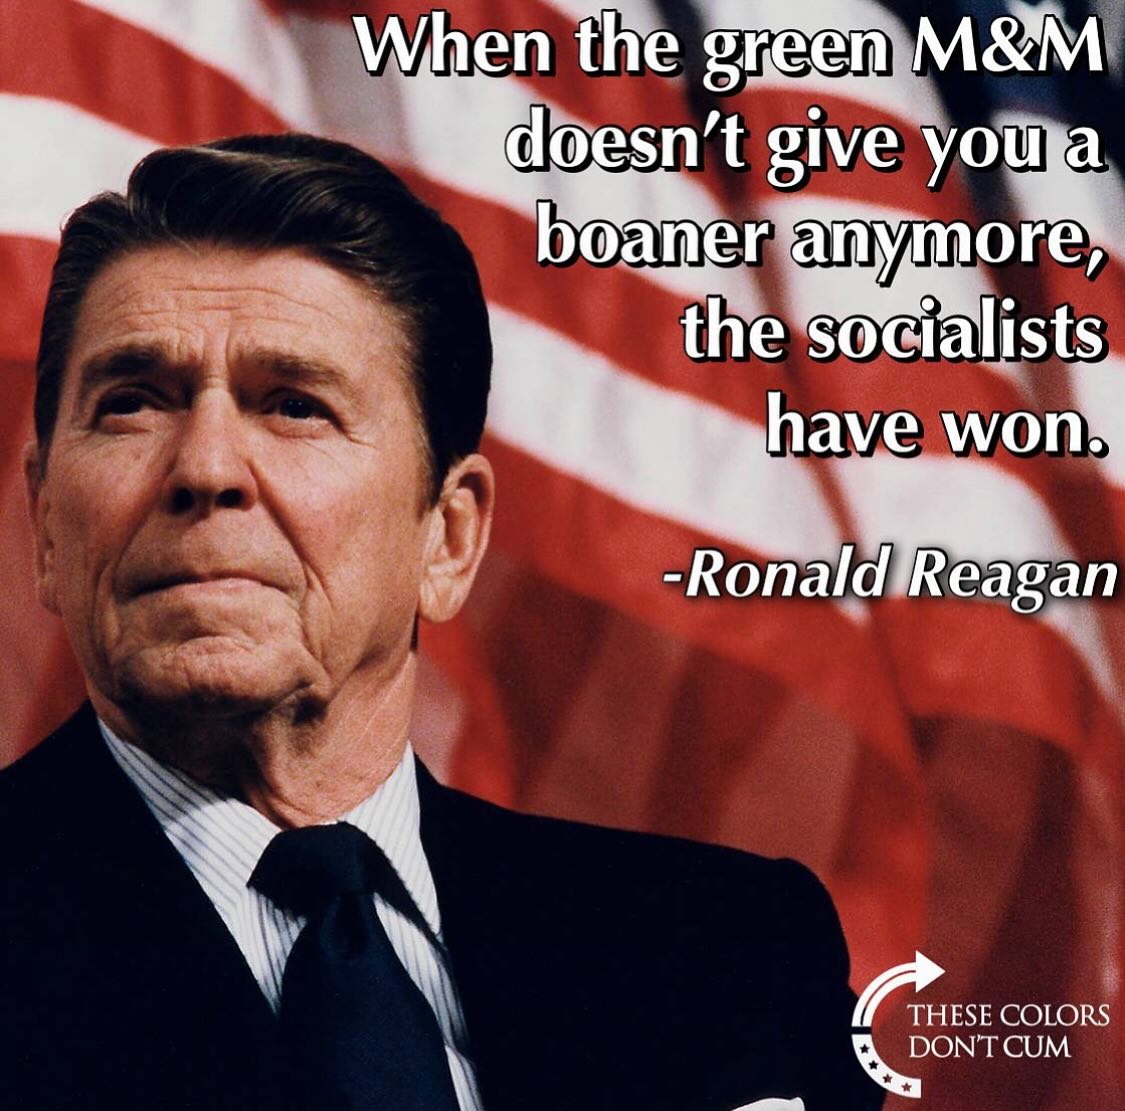 When the green M&M
doesn't give you a
boaner anymore,
the socialists
have won.
-Ronald Reagan
THESE COLORS
DON'T CUM